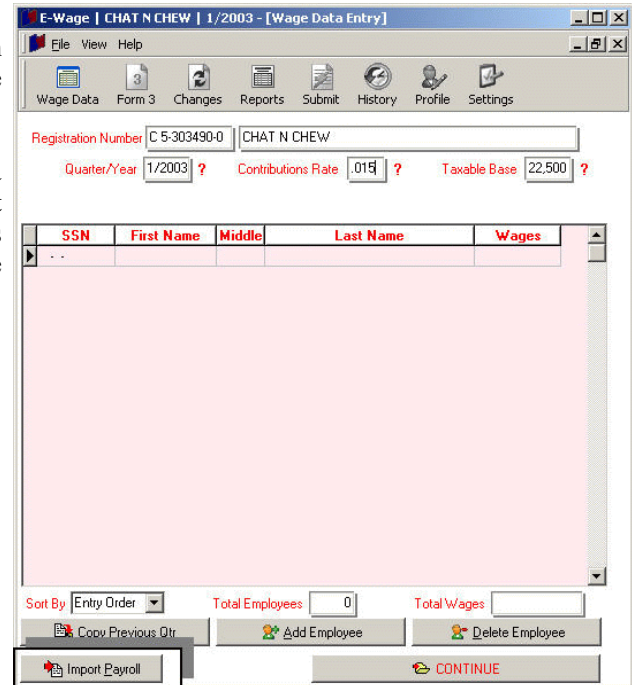 E-Wage | CHAT N CHEW | 1/2003 - [Wage Data Entry]
File View Help
Wage Data Form 3 Changes Reports Submit History Profile Settings
Registration Number C 5-303490-0 CHAT N CHEW
Quarter/Year 1/2003 ? Contributions Rate .015 ? Taxable Base 22,500 ?
SSN First Name Middle Last Name Wages
- -
Sort By Entry Order Total Employees 0 Total Wages
Copy Previous Qtr Add Employee Delete Employee
Import Payroll CONTINUE